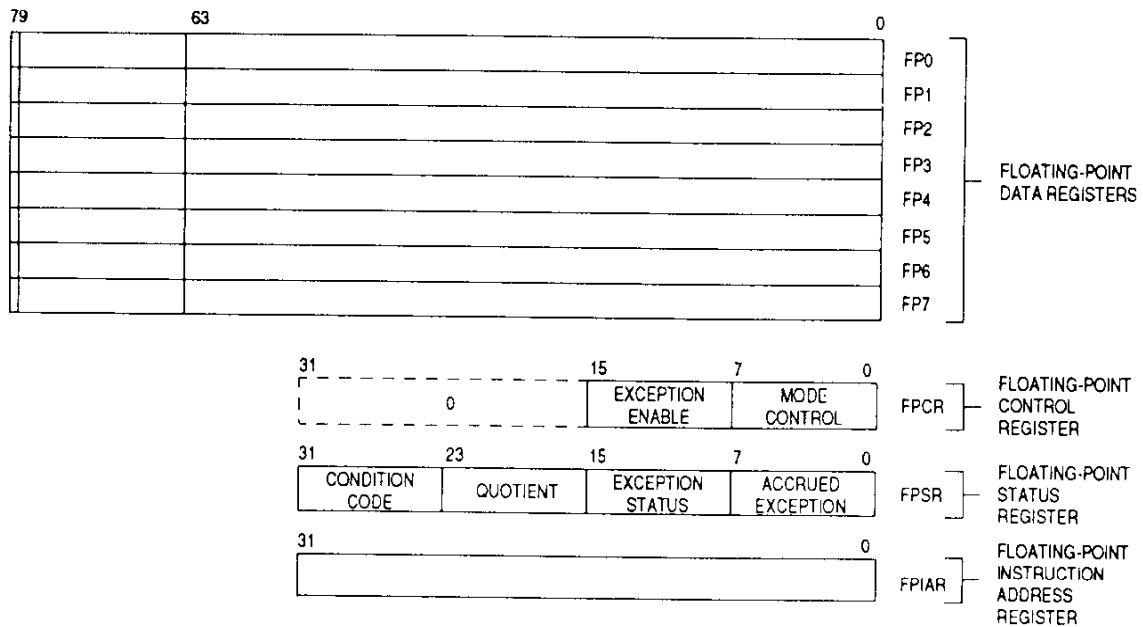 79 63 0
FP0
FP1
FP2
FP3
FP4
FP5
FP6
FP7
FLOATING-POINT
DATA REGISTERS
31 15 7 0
0
EXCEPTION
ENABLE
MODE
CONTROL
FPCR
FLOATING-POINT
CONTROL
REGISTER
31 23 15 7 0
CONDITION
CODE
QUOTIENT
EXCEPTION
STATUS
ACCRUED
EXCEPTION
FPSR
FLOATING-POINT
STATUS
REGISTER
31 0
FPIAR
FLOATING-POINT
INSTRUCTION
ADDRESS
REGISTER